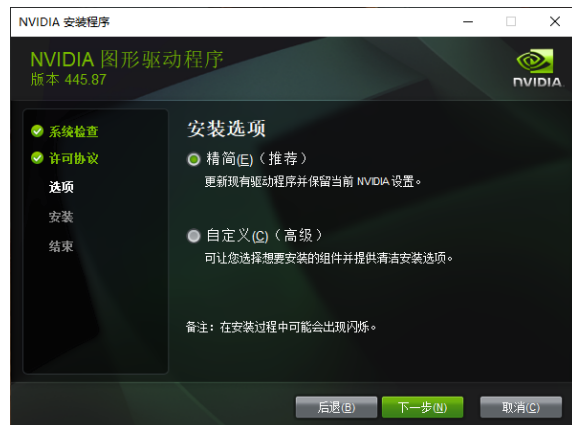 NVIDIA 安装程序
NVIDIA 图形驱动程序
版本 445.87
NVIDIA.
系统检查
许可协议
选项
安装
结束
安装选项
精简(E)（推荐）
更新现有驱动程序并保留当前 NVIDIA 设置。
自定义(C)（高级）
可让您选择想要安装的组件并提供清洁安装选项。
备注：在安装过程中可能会出现闪烁。
后退(B)
下一步(N)
取消(C)